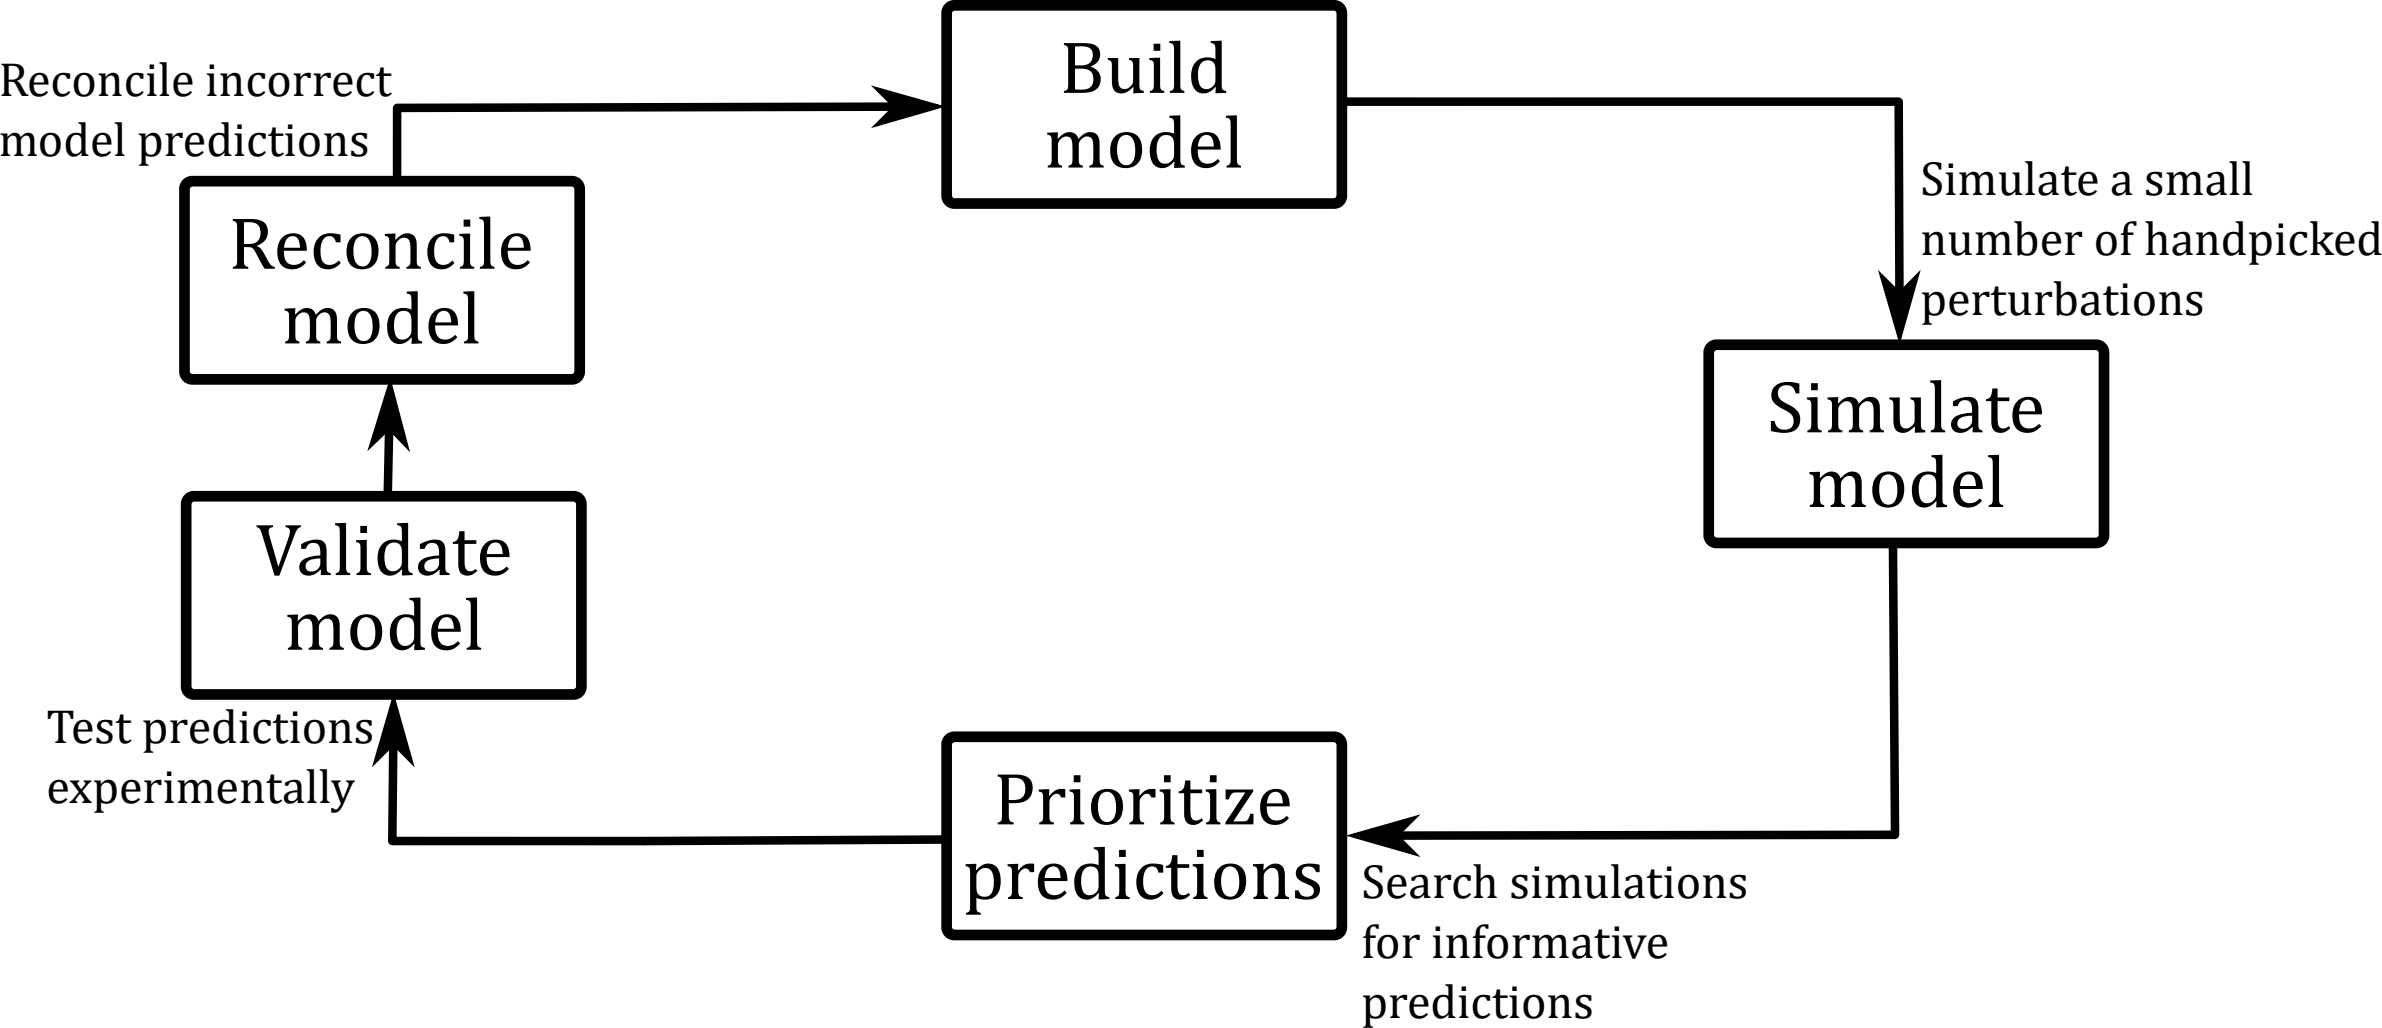 Build
model
Reconcile incorrect
model predictions
Simulate a small
number of handpicked
perturbations
Reconcile
model
Simulate
model
Validate
model
Test predictions
experimentally
Prioritize
predictions
Search simulations
for informative
predictions